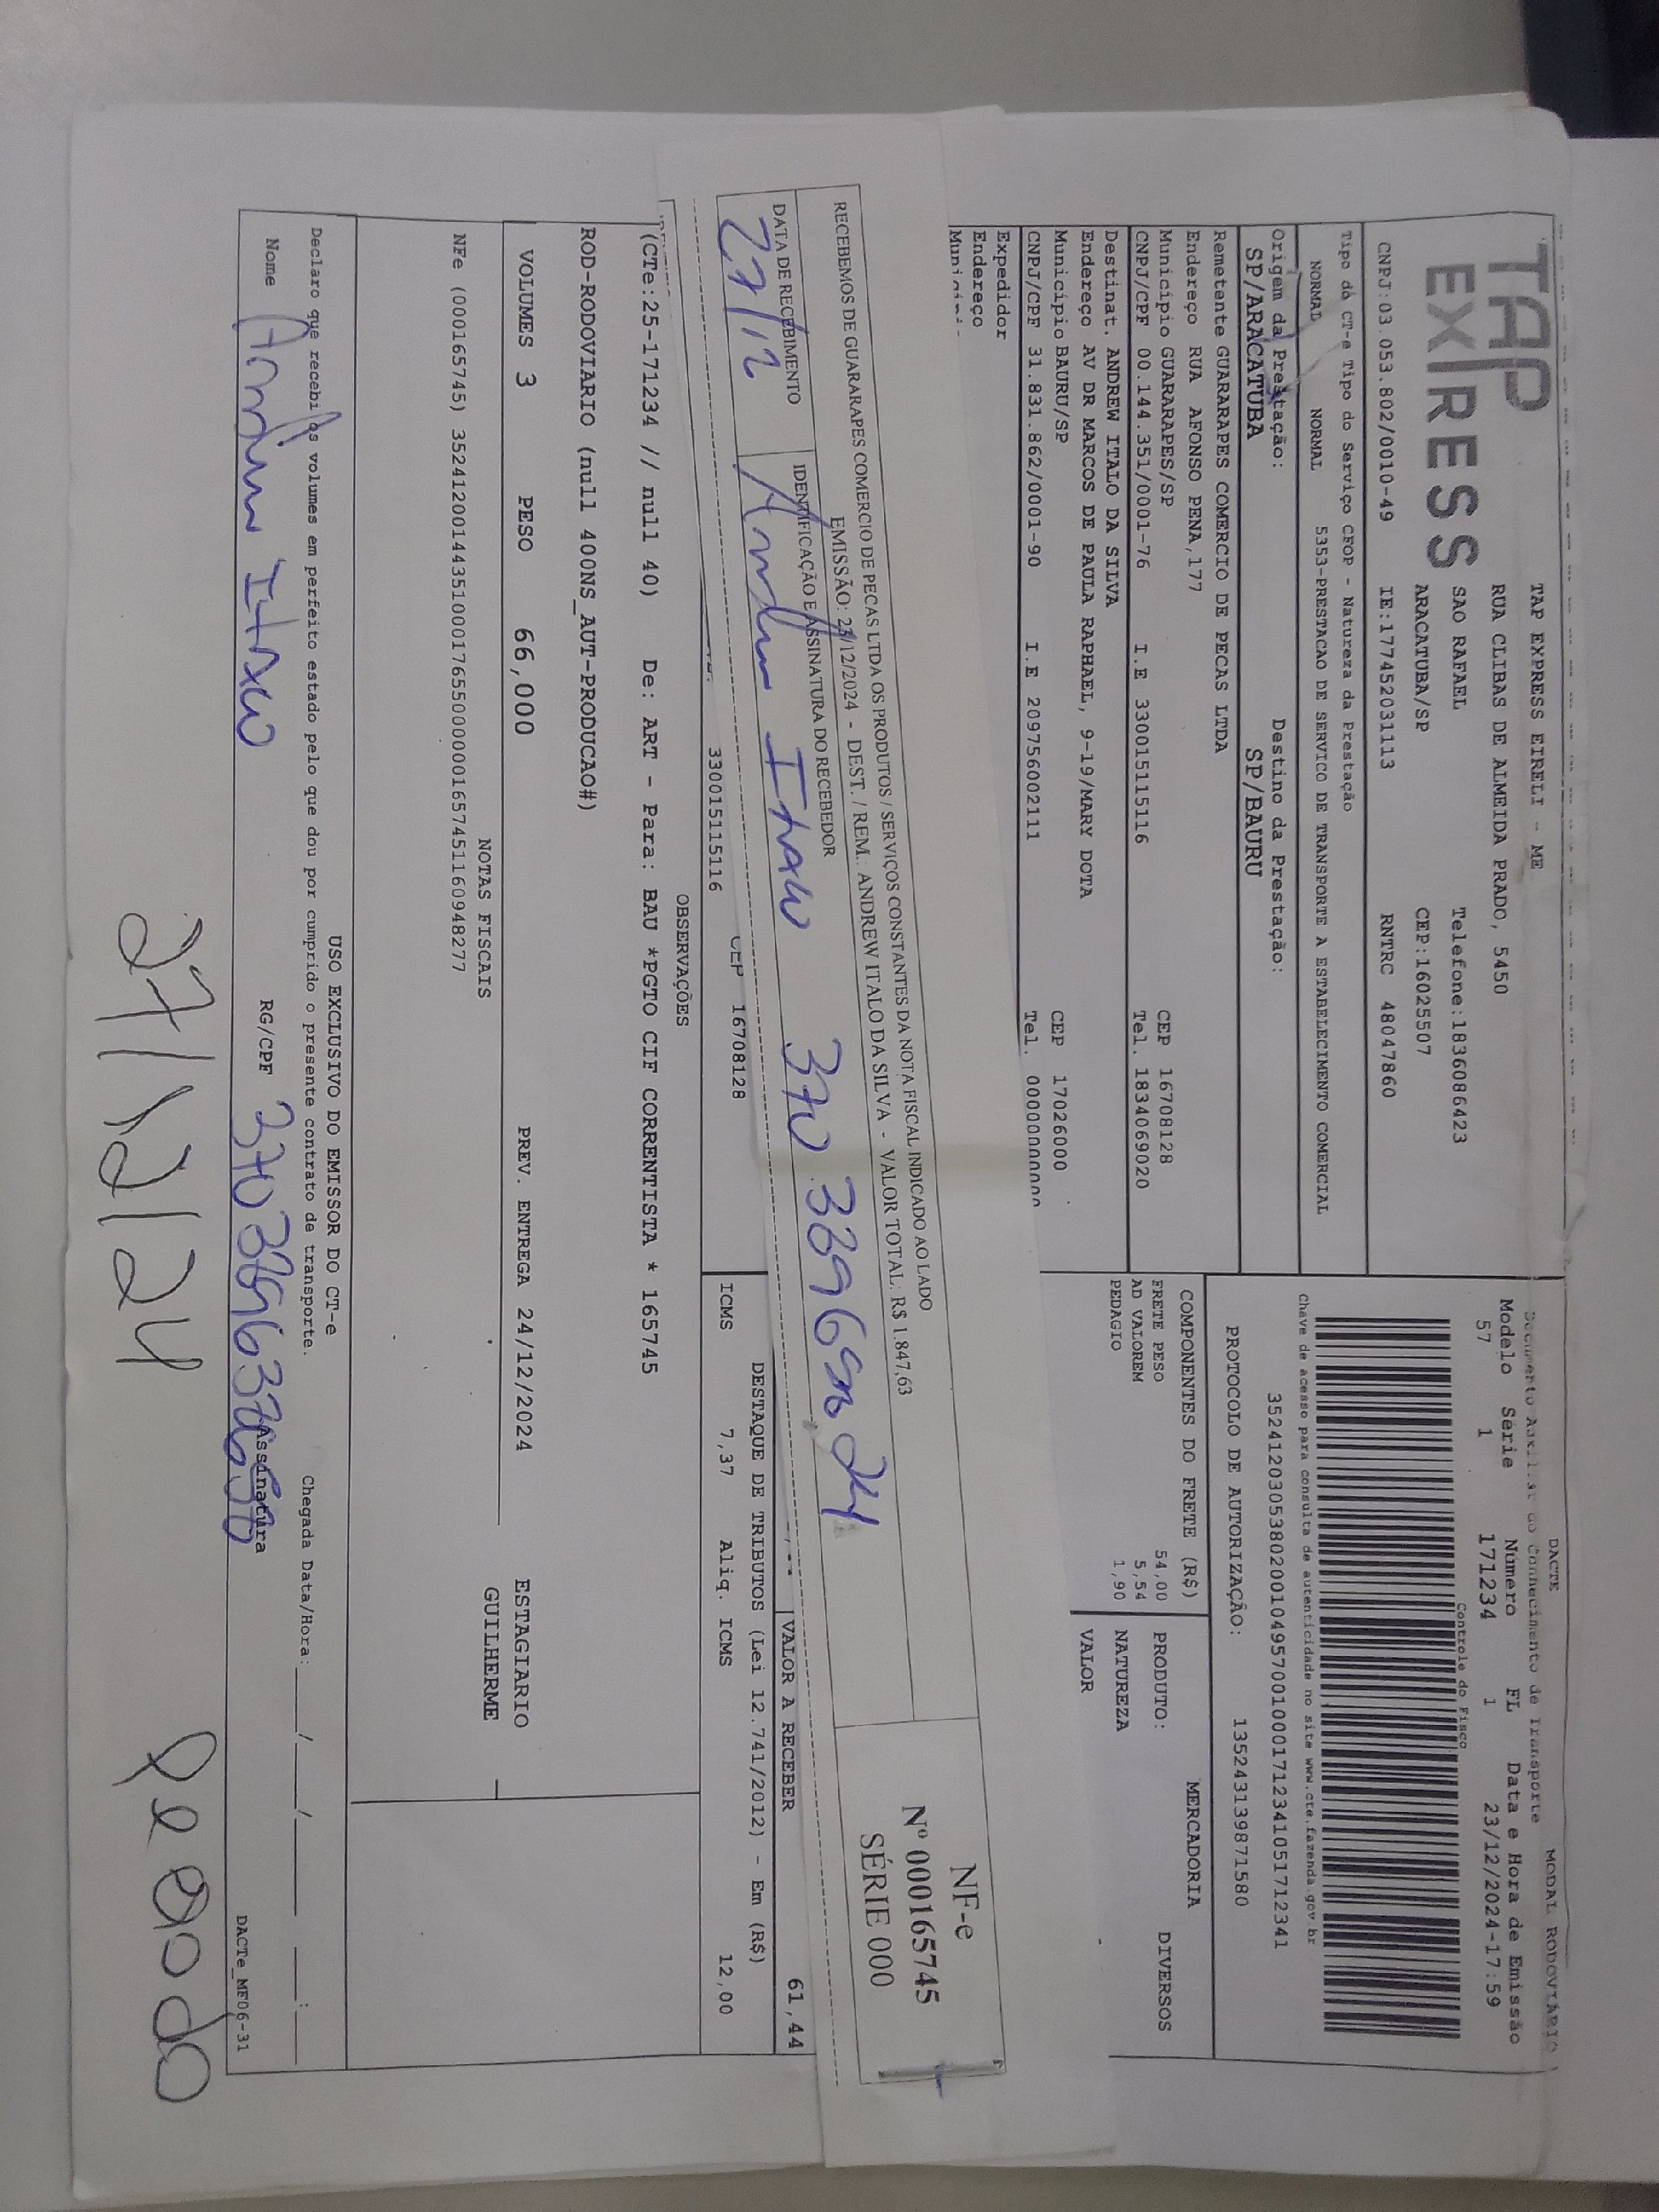 TAP
EXPRESS
TAP EXPRESS EIRELI - ME
RUA CLIBAS DE ALMEIDA PRADO, 5450
SAO RAFAEL Telefone:1836086423
ARACATUBA/SP CEP:16025507
CNPJ:03.053.802/0010-49 IE:177452031113 RNTRC 48047860
DACTE MODAL RODOVIÁRIO
Documento Auxiliar do Conhecimento de Transporte
Modelo Série Número FL Data e Hora de Emissão
57 1 171234 1 23/12/2024-17:59
Controle do Fisco
Chave de acesso para consulta de autenticidade no site www.cte.fazenda.gov.br
35241203053802001049570010001712341051712341
PROTOCOLO DE AUTORIZAÇÃO: 135243139871580
Tipo do CT-e Tipo do Serviço CFOP - Natureza da Prestação
NORMAL NORMAL 5353-PRESTACAO DE SERVICO DE TRANSPORTE A ESTABELECIMENTO COMERCIAL
Origem da Prestação: Destino da Prestação:
SP/ARACATUBA SP/BAURU
Remetente GUARARAPES COMERCIO DE PECAS LTDA
Endereço RUA AFONSO PENA,177
Município GUARARAPES/SP CEP 16708128
CNPJ/CPF 00.144.351/0001-76 I.E 330015115116 Tel. 1834069020
Destinat. ANDREW ITALO DA SILVA
Endereço AV DR MARCOS DE PAULA RAPHAEL, 9-19/MARY DOTA
Município BAURU/SP CEP 17026000
CNPJ/CPF 31.831.862/0001-90 I.E 209756002111 Tel. 0000000000
Expedidor
Endereço
COMPONENTES DO FRETE (R$)
FRETE PESO 54,00
AD VALOREM 5,54
PEDAGIO 1,90
MERCADORIA
PRODUTO: DIVERSOS
NATUREZA
VALOR
RECEBEMOS DE GUARARAPES COMERCIO DE PECAS LTDA OS PRODUTOS / SERVIÇOS CONSTANTES DA NOTA FISCAL INDICADO AO LADO
EMISSÃO: 23/12/2024 - DEST. / REM.: ANDREW ITALO DA SILVA - VALOR TOTAL: R$ 1.847,63
DATA DE RECEBIMENTO IDENTIFICAÇÃO E ASSINATURA DO RECEBEDOR
27/12
NF-e
Nº 000165745
SÉRIE 000
330015115116 CEP 16708128
VALOR A RECEBER 61,44
DESTAQUE DE TRIBUTOS (Lei 12.741/2012) - Em (R$)
ICMS 7,37 Aliq. ICMS 12,00
OBSERVAÇÕES
(CTe:25-171234 // null 40) De: ART - Para: BAU *PGTO CIF CORRENTISTA * 165745
ROD-RODOVIARIO (null 400NS_AUT-PRODUCAO#)
VOLUMES 3 PESO 66,000 PREV. ENTREGA 24/12/2024 ESTAGIARIO
GUILHERME
NOTAS FISCAIS
NFe (000165745) 35241200144351000176550000001657451160948277
USO EXCLUSIVO DO EMISSOR DO CT-e
Declaro que recebi os volumes em perfeito estado pelo que dou por cumprido o presente contrato de transporte. Chegada Data/Hora:
Nome RG/CPF Assinatura
DACTe_MF06-31
27/12/24